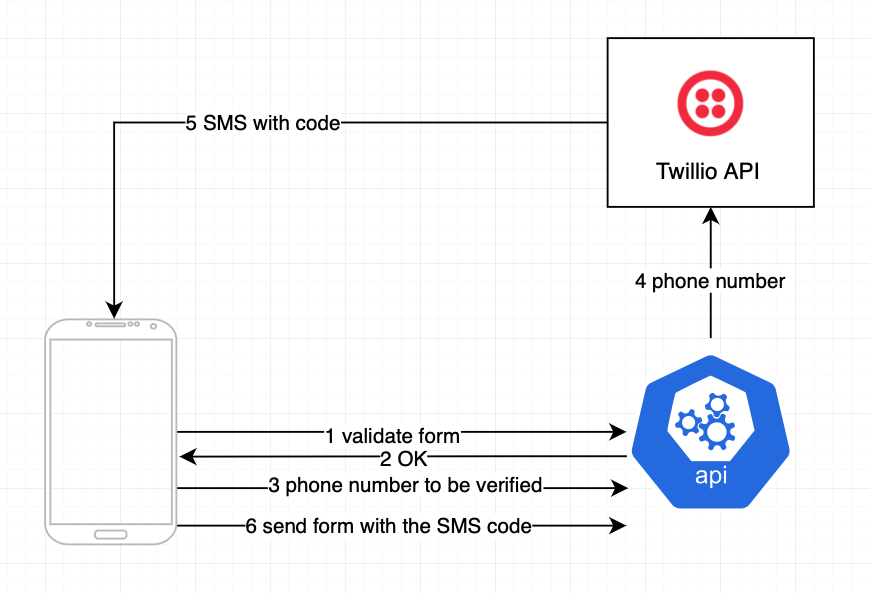 5 SMS with code
Twillio API
4 phone number
1 validate form
2 OK
api
3 phone number to be verified
6 send form with the SMS code